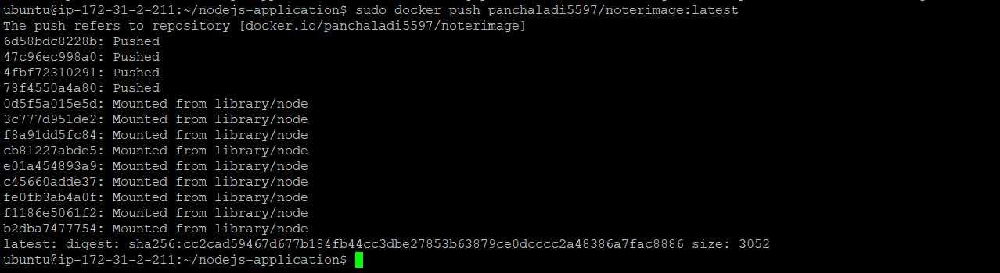 ubuntu@ip-172-31-2-211:~/nodejs-application$ sudo docker push panchaladi5597/noterimage:latest
The push refers to repository [docker.io/panchaladi5597/noterimage]
6d58bdc8228b: Pushed
47c96ec998a0: Pushed
4fbf72310291: Pushed
78f4550a4a80: Pushed
0d5f5a015e5d: Mounted from library/node
3c777d951de2: Mounted from library/node
f8a91dd5fc84: Mounted from library/node
cb81227abde5: Mounted from library/node
e01a454893a9: Mounted from library/node
c45660adde37: Mounted from library/node
fe0fb3ab4a0f: Mounted from library/node
f1186e5061f2: Mounted from library/node
b2dba7477754: Mounted from library/node
latest: digest: sha256:cc2cad59467d677b184fb44cc3dbe27853b63879ce0dcccc2a48386a7fac8886 size: 3052
ubuntu@ip-172-31-2-211:~/nodejs-application$